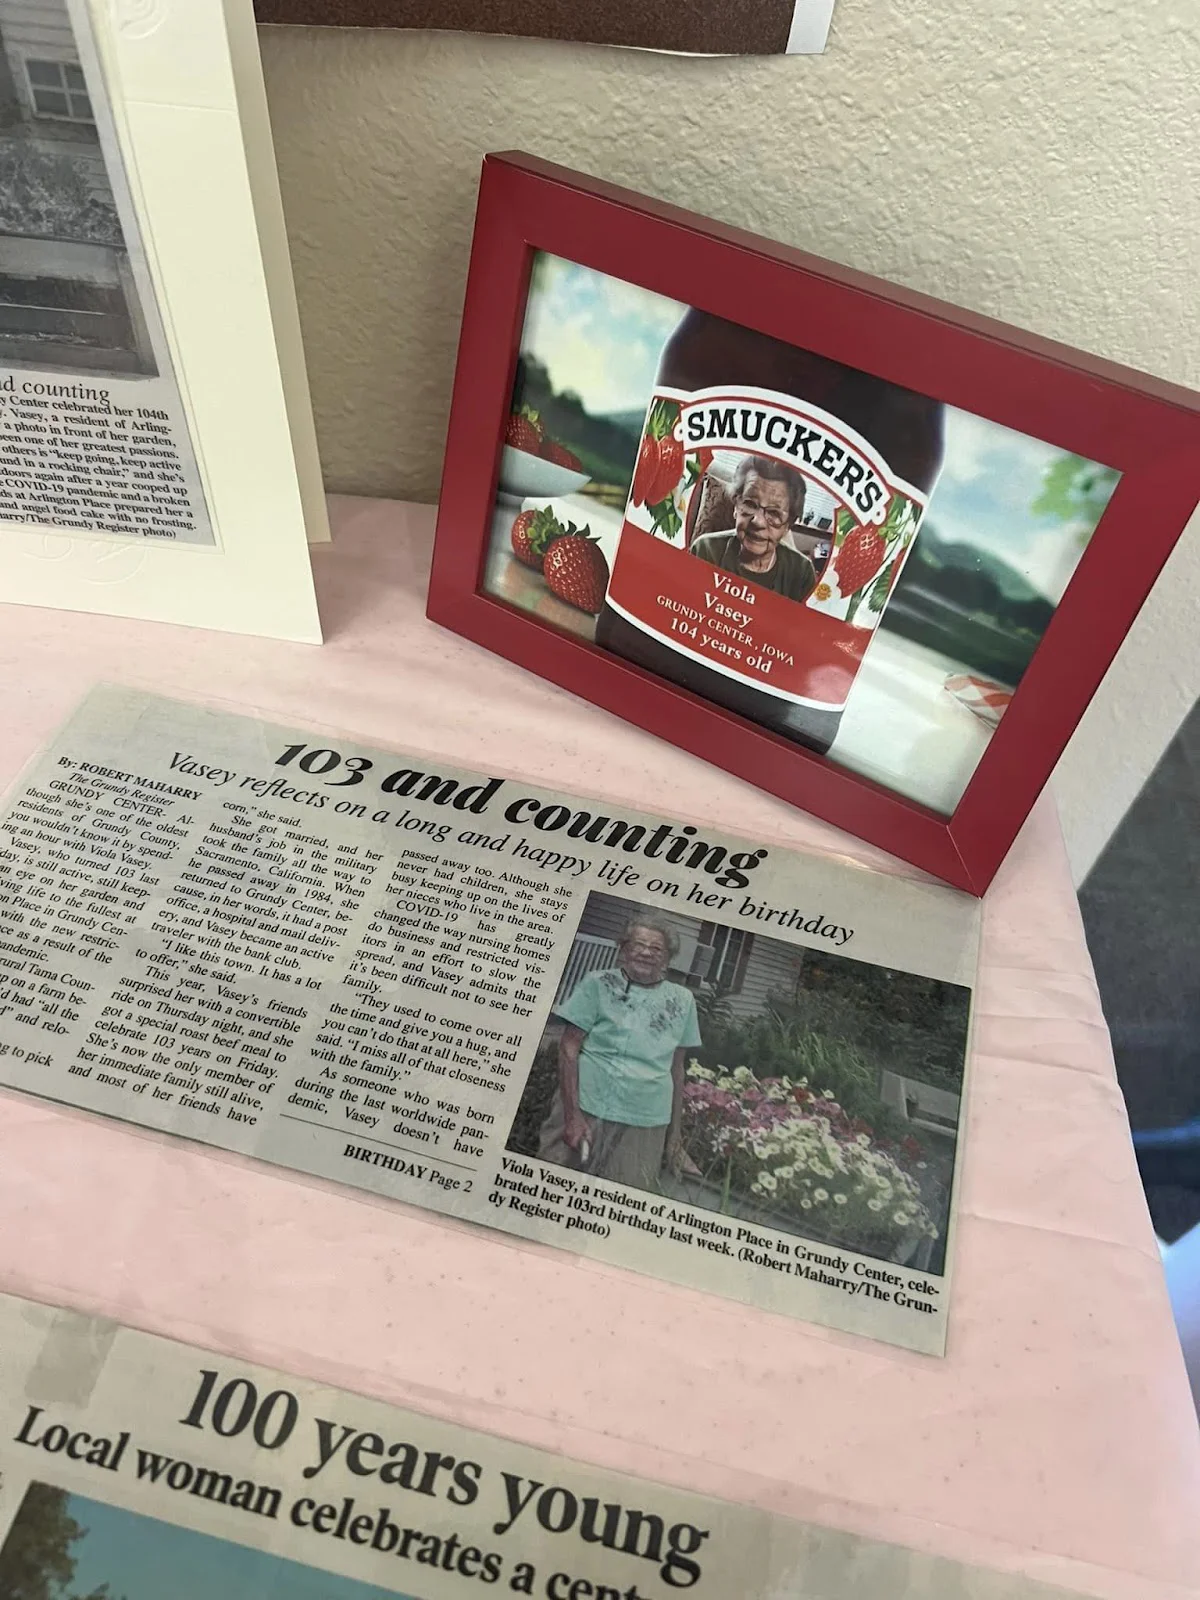 d counting
y Center celebrated her 104th
y. Vasey, a resident of Arling-
a photo in front of her garden,
een one of her greatest passions.
others is "keep going, keep active
und in a rocking chair," and she's
doors again after a year cooped up
e COVID-19 pandemic and a broken
ds at Arlington Place prepared her a
and angel food cake with no frosting.
arry/The Grundy Register photo)
SMUCKER'S
Viola
Vasey
GRUNDY CENTER, IOWA
104 years old
103 and counting
Vasey reflects on a long and happy life on her birthday
By: ROBERT MAHARRY
The Grundy Register
GRUNDY CENTER- Al-
though she's one of the oldest
residents of Grundy County,
you wouldn't know it by spend-
ing an hour with Viola Vasey.
Vasey, who turned 103 last
day, is still active, still keep-
an eye on her garden and
ving life to the fullest at
on Place in Grundy Cen-
with the new restric-
ce as a result of the
andemic.
rural Tama Coun-
p on a farm be-
'd had "all the
and relo-
g to pick
corn," she said.
She got married, and her
husband's job in the military
took the family all the way to
Sacramento, California. When
he passed away in 1984, she
returned to Grundy Center, be-
cause, in her words, it had a post
office, a hospital and mail deliv-
ery, and Vasey became an active
traveler with the bank club.
"I like this town. It has a lot
to offer," she said.
This year, Vasey's friends
surprised her with a convertible
ride on Thursday night, and she
got a special roast beef meal to
celebrate 103 years on Friday.
She's now the only member of
her immediate family still alive,
and most of her friends have
passed away too. Although she
never had children, she stays
busy keeping up on the lives of
her nieces who live in the area.
COVID-19 has greatly
changed the way nursing homes
do business and restricted vis-
itors in an effort to slow the
spread, and Vasey admits that
it's been difficult not to see her
family.
"They used to come over all
the time and give you a hug, and
you can't do that at all here," she
said. "I miss all of that closeness
with the family."
As someone who was born
during the last worldwide pan-
demic, Vasey doesn't have
BIRTHDAY Page 2
Viola Vasey, a resident of Arlington Place in Grundy Center, cele-
brated her 103rd birthday last week. (Robert Maharry/The Grun-
dy Register photo)
100 years young
Local woman celebrates a cent